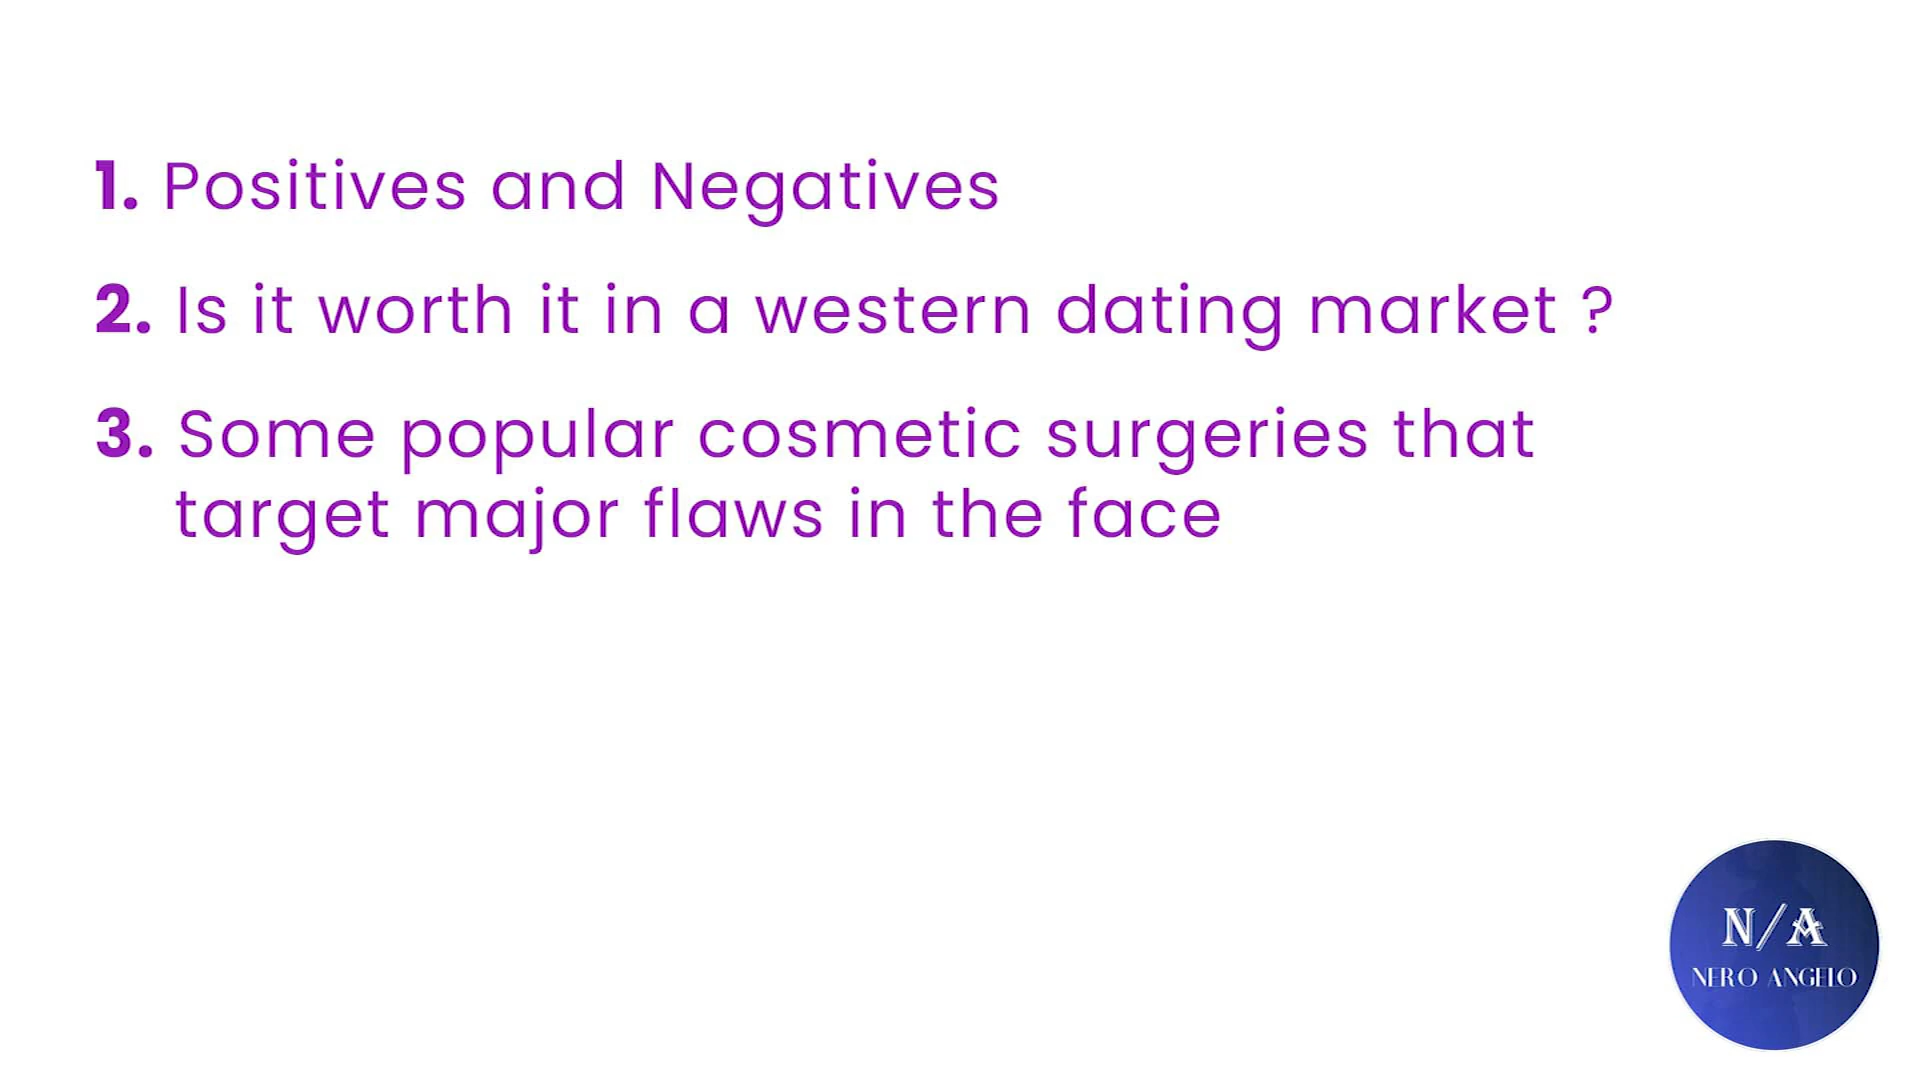 1. Positives and Negatives
2. Is it worth it in a western dating market ?
3. Some popular cosmetic surgeries that
target major flaws in the face
N/A
NERO ANGELO